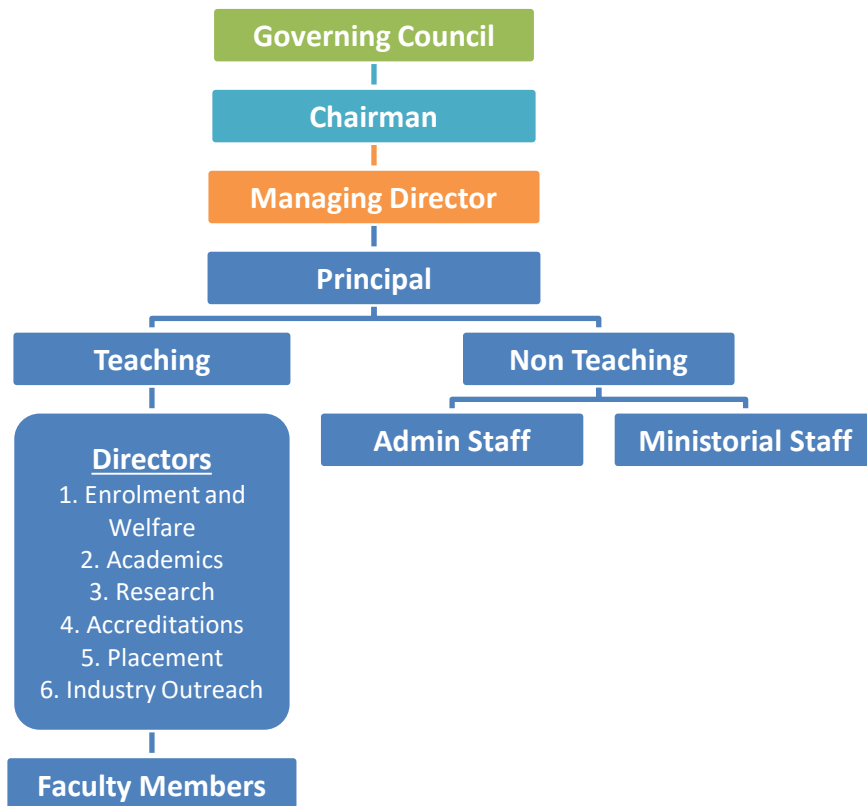 Governing Council
Chairman
Managing Director
Principal
Teaching
Non Teaching
Admin Staff
Ministorial Staff
Directors
1. Enrolment and
Welfare
2. Academics
3. Research
4. Accreditations
5. Placement
6. Industry Outreach
Faculty Members